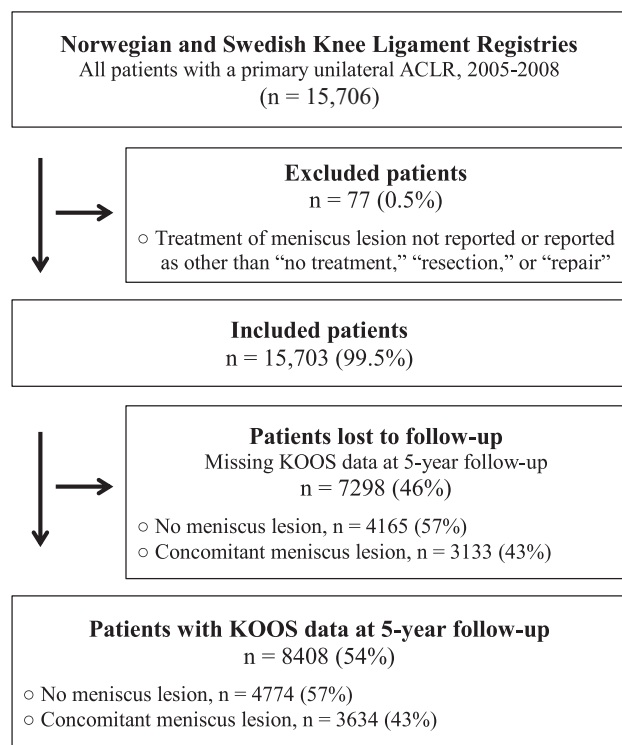 Norwegian and Swedish Knee Ligament Registries
All patients with a primary unilateral ACLR, 2005-2008
(n = 15,706)
Excluded patients
n = 77 (0.5%)
○ Treatment of meniscus lesion not reported or reported
as other than “no treatment,” “resection,” or “repair”
Included patients
n = 15,703 (99.5%)
Patients lost to follow-up
Missing KOOS data at 5-year follow-up
n = 7298 (46%)
○ No meniscus lesion, n = 4165 (57%)
○ Concomitant meniscus lesion, n = 3133 (43%)
Patients with KOOS data at 5-year follow-up
n = 8408 (54%)
○ No meniscus lesion, n = 4774 (57%)
○ Concomitant meniscus lesion, n = 3634 (43%)